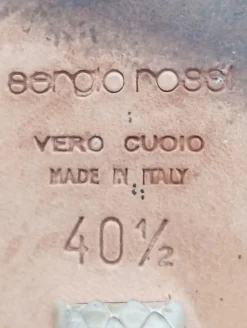 sergio rossi
VERO CUOIO
MADE IN ITALY
40½